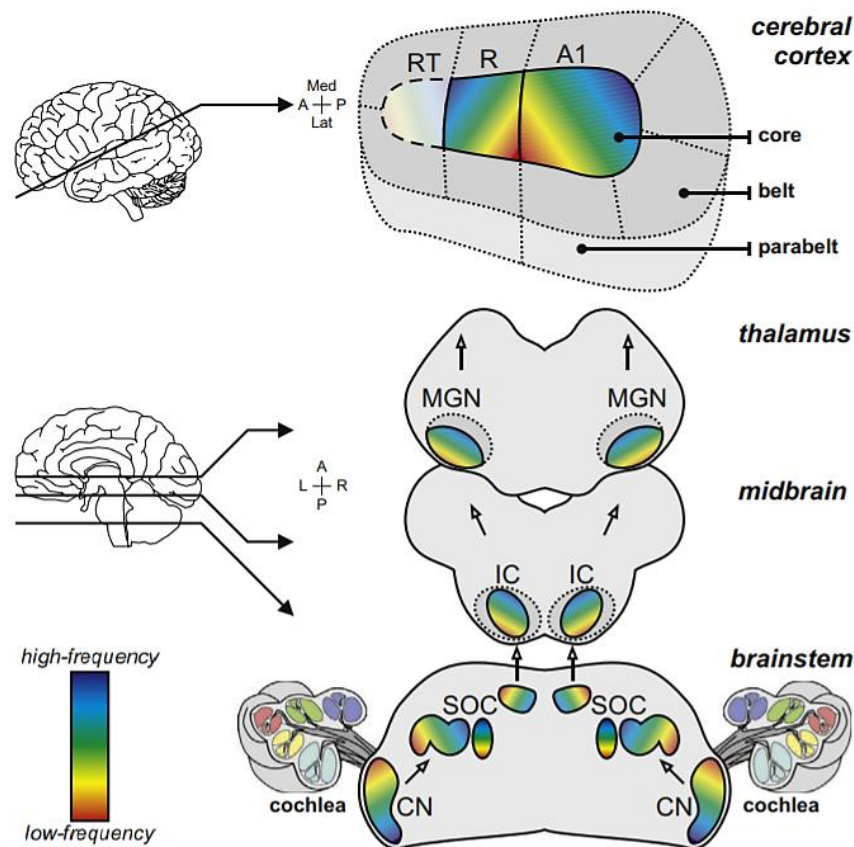 cerebral
cortex
RT R A1
Med
A P
Lat
core
belt
parabelt
thalamus
MGN MGN
A
L R
P
midbrain
IC IC
high-frequency
brainstem
SOC SOC
CN CN
cochlea cochlea
low-frequency